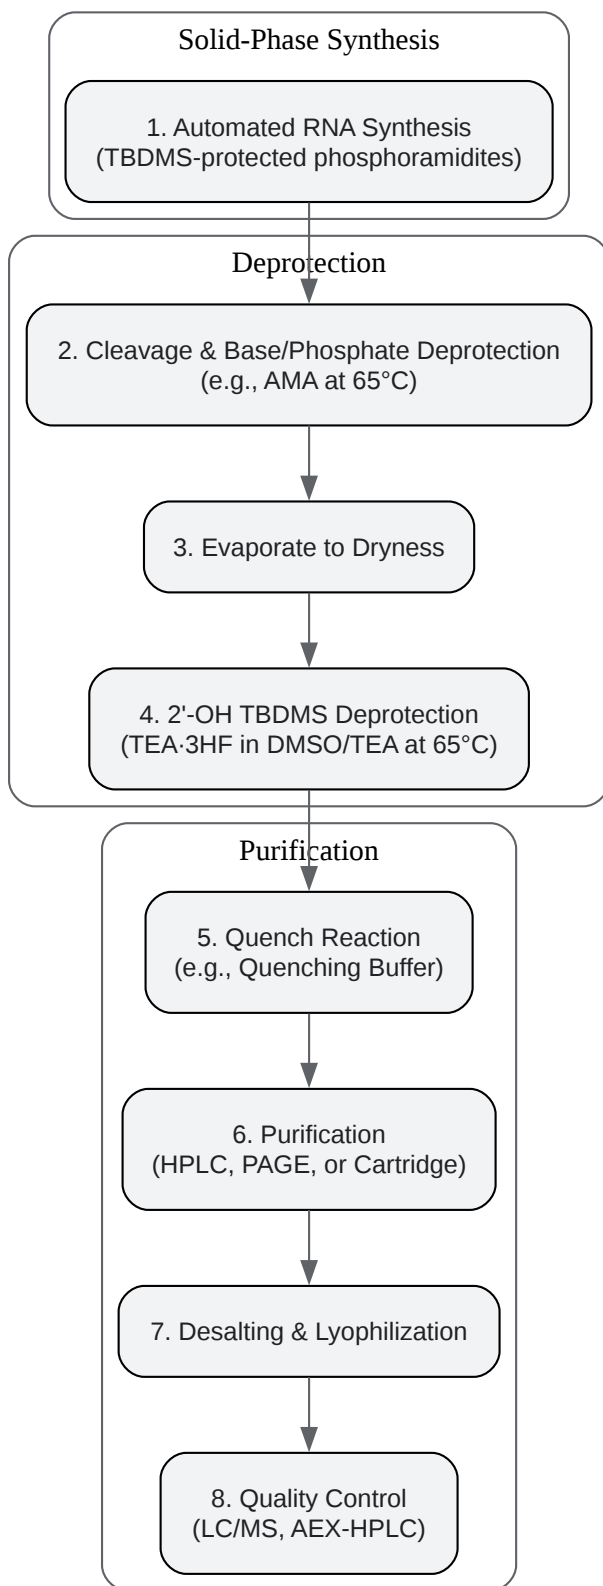 Solid-Phase Synthesis
1. Automated RNA Synthesis
(TBDMS-protected phosphoramidites)
Deprotection
2. Cleavage & Base/Phosphate Deprotection
(e.g., AMA at 65°C)
3. Evaporate to Dryness
4. 2'-OH TBDMS Deprotection
(TEA·3HF in DMSO/TEA at 65°C)
Purification
5. Quench Reaction
(e.g., Quenching Buffer)
6. Purification
(HPLC, PAGE, or Cartridge)
7. Desalting & Lyophilization
8. Quality Control
(LC/MS, AEX-HPLC)